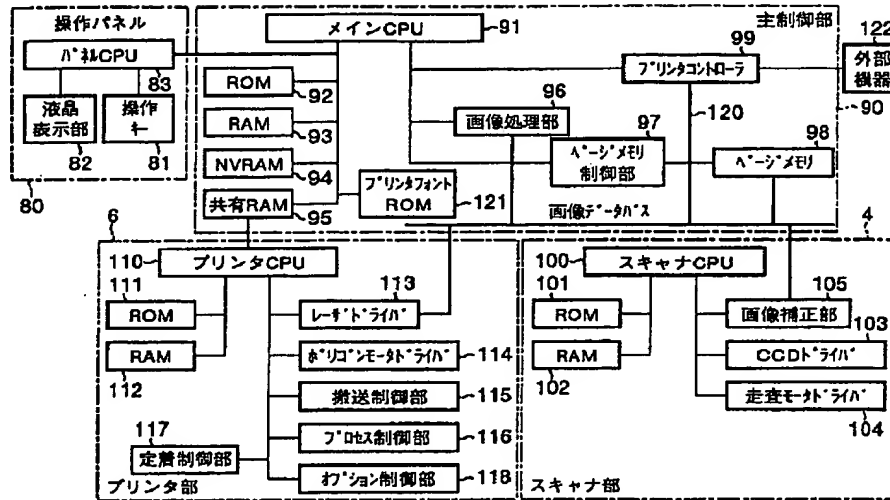 操作パネル
パネルCPU
83
液晶
表示部
82
操作
キー
81
80
メインCPU
91
主制御部
ROM
92
RAM
93
NVRAM
94
共有RAM
95
プリンタフォント
ROM
121
画像処理部
96
ページメモリ
制御部
97
ページメモリ
98
プリンタコントローラ
99
120
90
122
外部
機器
画像データバス
6
110
プリンタCPU
111
ROM
RAM
112
113
レーザドライバ
ポリゴンモータドライバ
114
搬送制御部
115
プロセス制御部
116
117
定着制御部
オプション制御部
118
プリンタ部
4
100
スキャナCPU
101
ROM
RAM
102
105
画像補正部
103
CCDドライバ
走査モータドライバ
104
スキャナ部